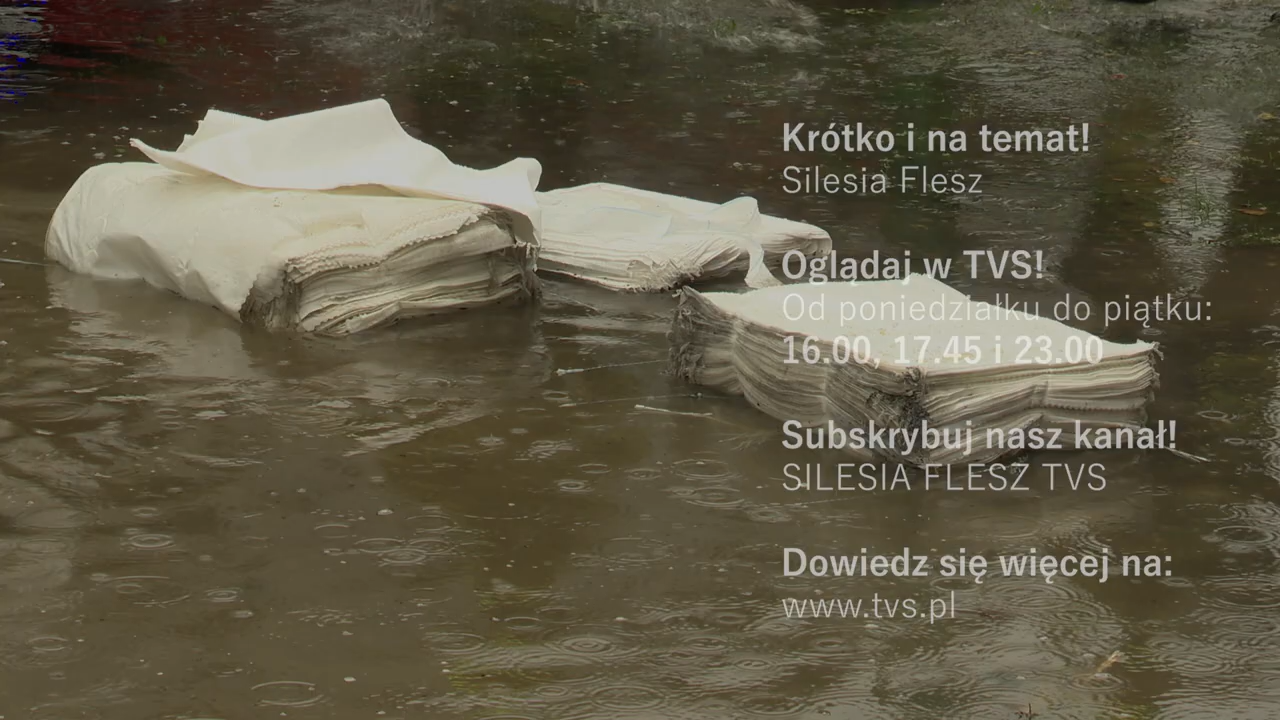 Krótko i na temat!
Silesia Flesz
Oglądaj w TVS!
Od poniedziałku do piątku:
16.00, 17.45 i 23.00
Subskrybuj nasz kanał!
SILESIA FLESZ TVS
Dowiedz się więcej na:
www.tvs.pl